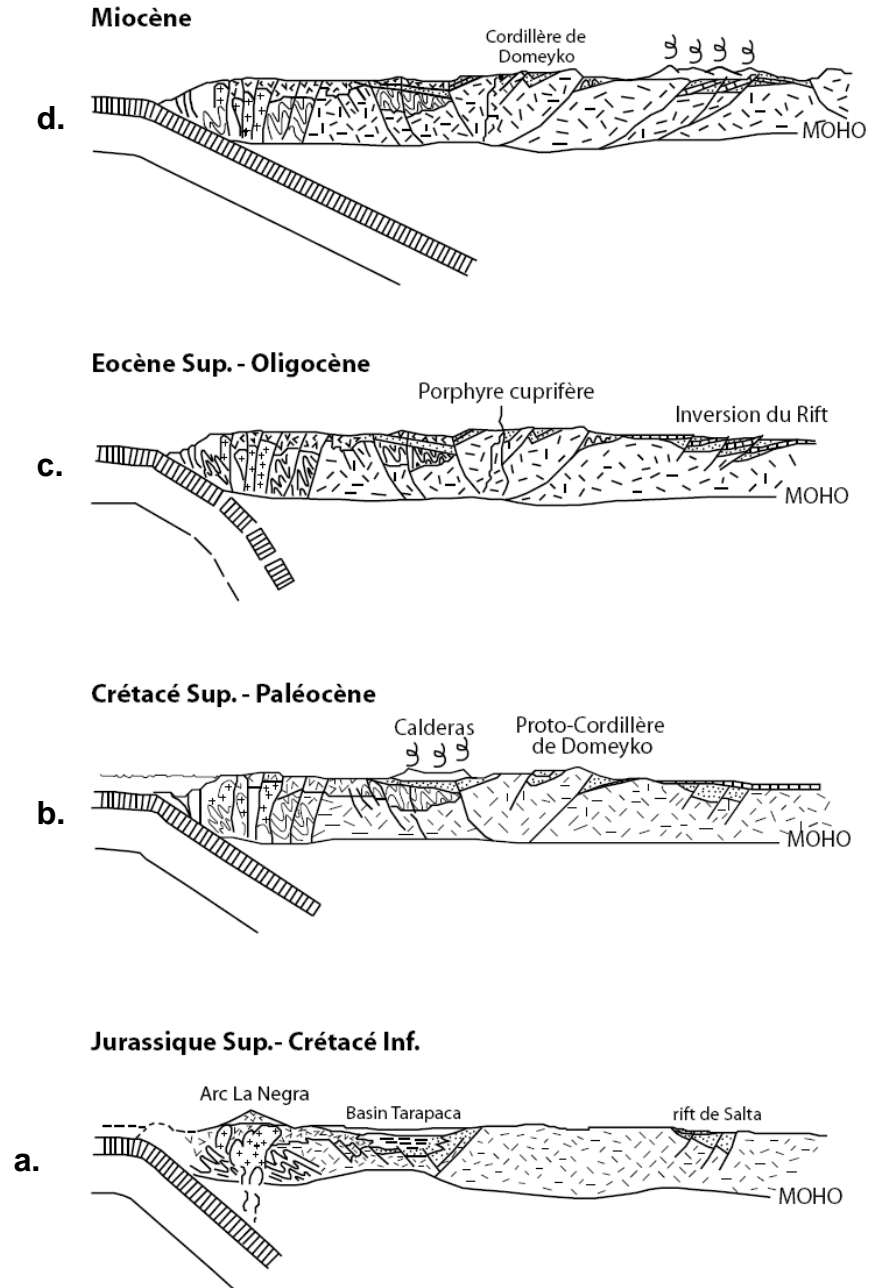 Miocène
Cordillère de
Domeyko
d.
MOHO
Eocène Sup. - Oligocène
Porphyre cuprifère
Inversion du Rift
c.
MOHO
Crétacé Sup. - Paléocène
Calderas
Proto-Cordillère
de Domeyko
b.
MOHO
Jurassique Sup.- Crétacé Inf.
Arc La Negra
Basin Tarapaca
rift de Salta
a.
MOHO